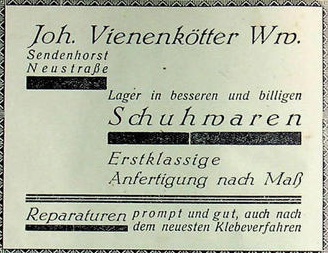 Joh. Vienenkötter Ww.
Sendenhorst
Neustraße
Lager in besseren und billigen
Schuhwaren
Erstklassige
Anfertigung nach Maß
Reparaturen prompt und gut, auch nach
dem neuesten Klebeverfahren